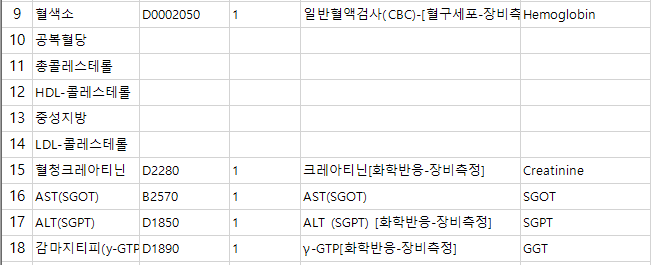 9 혈색소 D0002050 1 일반혈액검사(CBC)-[혈구세포-장비측 Hemoglobin
10 공복혈당
11 총콜레스테롤
12 HDL-콜레스테롤
13 중성지방
14 LDL-콜레스테롤
15 혈청크레아티닌 D2280 1 크레아티닌[화학반응-장비측정] Creatinine
16 AST(SGOT) B2570 1 AST(SGOT) SGOT
17 ALT(SGPT) D1850 1 ALT (SGPT) [화학반응-장비측정] SGPT
18 감마지티피(y-GTP D1890 1 γ-GTP[화학반응-장비측정] GGT